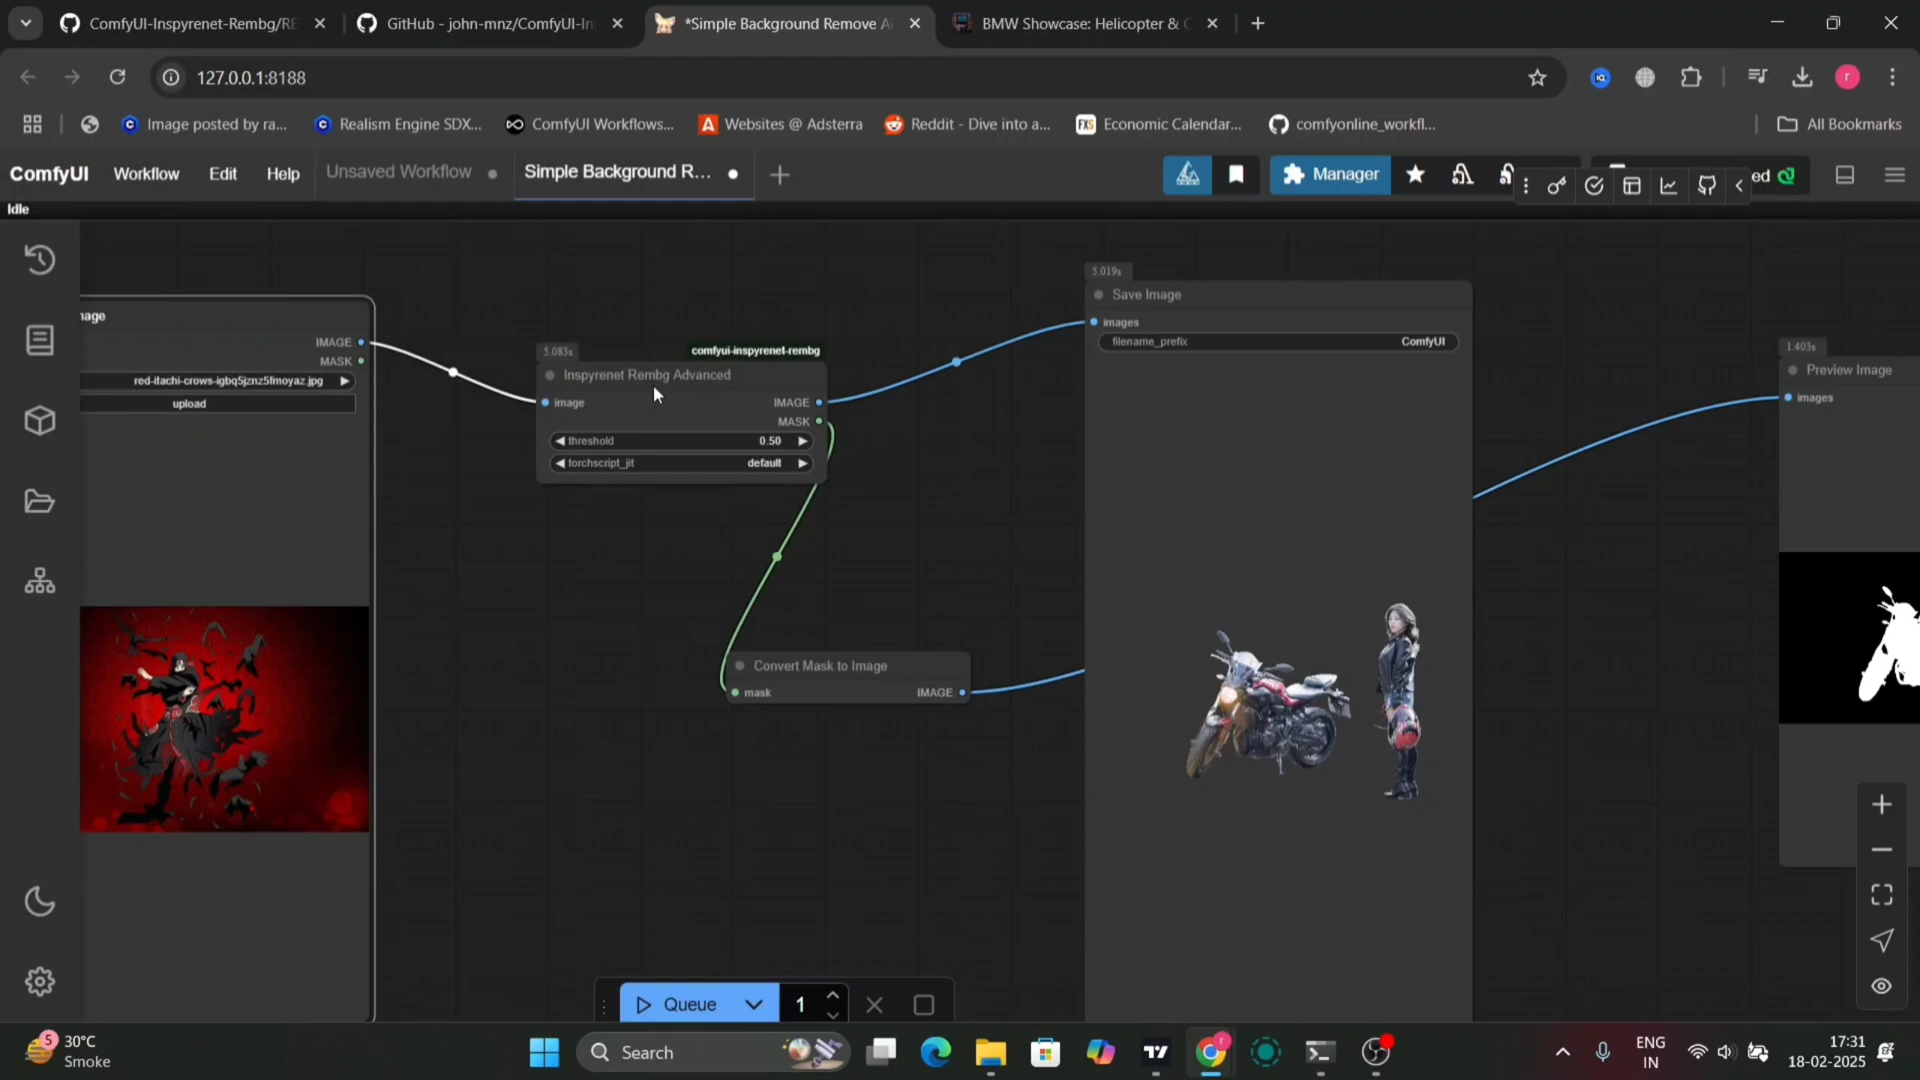 ComfyUI-Inspyrenet-Rembg/RE
GitHub - john-mnz/ComfyUI-In
*Simple Background Remove A
BMW Showcase: Helicopter & C
127.0.0.1:8188
Image posted by ra...
Realism Engine SDX...
ComfyUI Workflows...
Websites @ Adsterra
Reddit - Dive into a...
Economic Calendar...
comfyonline_workfl...
All Bookmarks
ComfyUI
Workflow
Edit
Help
Unsaved Workflow
Simple Background R...
Manager
ed
Idle
5.019s
Save Image
images
filename_prefix ComfyUI
nage
IMAGE
MASK
red-itachi-crows-igbq5jznz5fmoyaz.jpg
upload
5.083s
comfyui-inspyrenet-rembg
Inspyrenet Rembg Advanced
image IMAGE
MASK
threshold 0.50
torchscript_jit default
1.403s
Preview Image
images
Convert Mask to Image
mask IMAGE
Queue
1
5
30°C
Smoke
Search
ENG
IN
17:31
18-02-2025